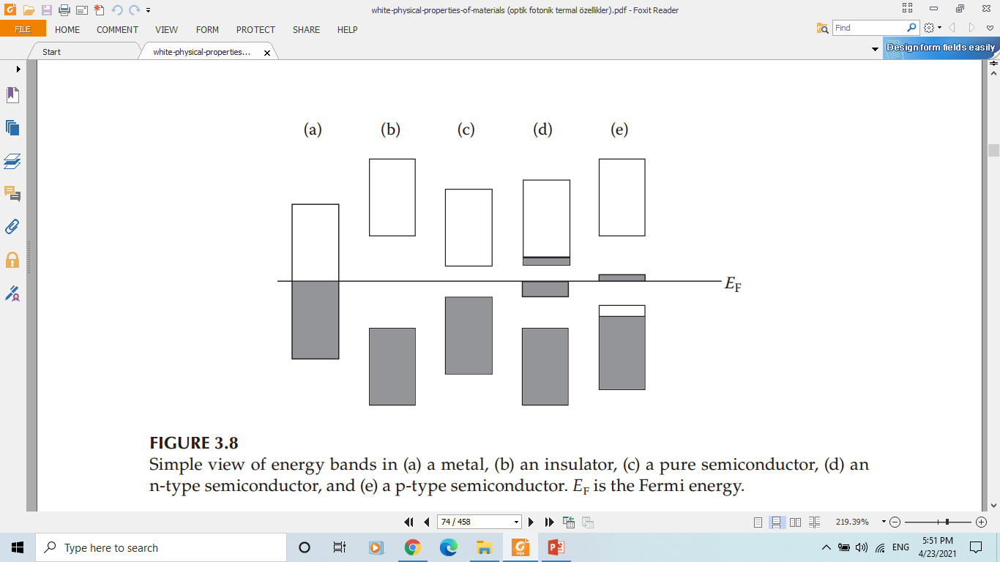 white-physical-properties-of-materials (optik fotonik termal özellikler).pdf - Foxit Reader
FILE HOME COMMENT VIEW FORM PROTECT SHARE HELP
Find
Start
white-physical-properties...
Design form fields easily
(a) (b) (c) (d) (e)
EF
FIGURE 3.8
Simple view of energy bands in (a) a metal, (b) an insulator, (c) a pure semiconductor, (d) an
n-type semiconductor, and (e) a p-type semiconductor. EF is the Fermi energy.
74 / 458
219.39%
Type here to search
ENG
5:51 PM
4/23/2021